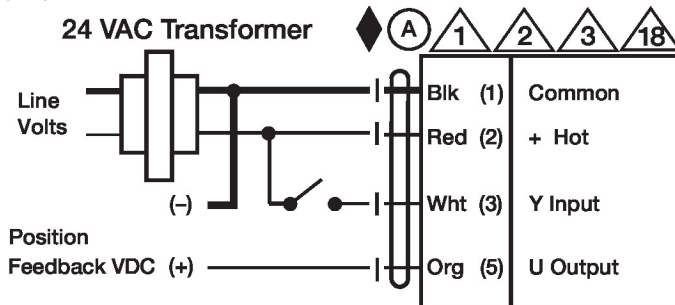 24 VAC Transformer
A 1 2 3 18
Line
Volts
Blk (1) Common
Red (2) + Hot
(–)
Wht (3) Y Input
Position
Feedback VDC (+)
Org (5) U Output